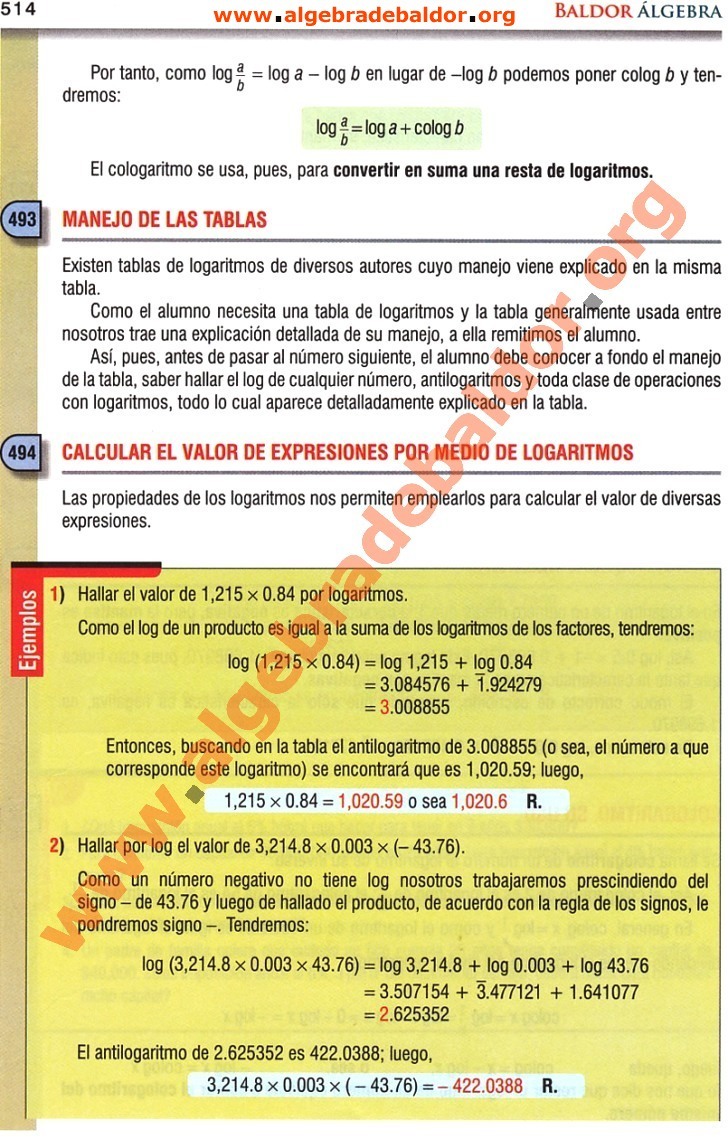 514
www.algebradebaldor.org
BALDOR ÁLGEBRA
Por tanto, como log a/b = log a – log b en lugar de –log b podemos poner colog b y ten-
dremos:
log a/b = log a + colog b
El cologaritmo se usa, pues, para convertir en suma una resta de logaritmos.
493 MANEJO DE LAS TABLAS
Existen tablas de logaritmos de diversos autores cuyo manejo viene explicado en la misma
tabla.
Como el alumno necesita una tabla de logaritmos y la tabla generalmente usada entre
nosotros trae una explicación detallada de su manejo, a ella remitimos el alumno.
Así, pues, antes de pasar al número siguiente, el alumno debe conocer a fondo el manejo
de la tabla, saber hallar el log de cualquier número, antilogaritmos y toda clase de operaciones
con logaritmos, todo lo cual aparece detalladamente explicado en la tabla.
494 CALCULAR EL VALOR DE EXPRESIONES POR MEDIO DE LOGARITMOS
Las propiedades de los logaritmos nos permiten emplearlos para calcular el valor de diversas
expresiones.
Ejemplos
1) Hallar el valor de 1,215 × 0.84 por logaritmos.
Como el log de un producto es igual a la suma de los logaritmos de los factores, tendremos:
log (1,215 × 0.84) = log 1,215 + log 0.84
= 3.084576 + 1̅.924279
= 3.008855
Entonces, buscando en la tabla el antilogaritmo de 3.008855 (o sea, el número a que
corresponde este logaritmo) se encontrará que es 1,020.59; luego,
1,215 × 0.84 = 1,020.59 o sea 1,020.6 R.
2) Hallar por log el valor de 3,214.8 × 0.003 × (– 43.76).
Como un número negativo no tiene log nosotros trabajaremos prescindiendo del
signo – de 43.76 y luego de hallado el producto, de acuerdo con la regla de los signos, le
pondremos signo –. Tendremos:
log (3,214.8 × 0.003 × 43.76) = log 3,214.8 + log 0.003 + log 43.76
= 3.507154 + 3̅.477121 + 1.641077
= 2.625352
El antilogaritmo de 2.625352 es 422.0388; luego,
3,214.8 × 0.003 × ( – 43.76) = – 422.0388 R.
www.algebradebaldor.org